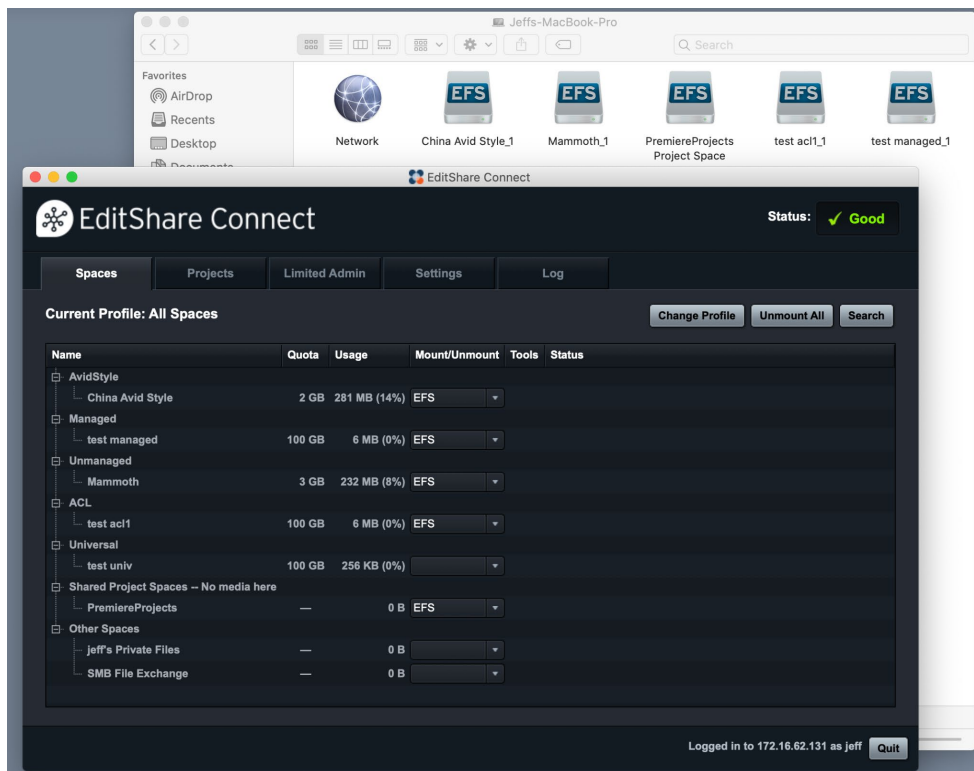 Jeffs-MacBook-Pro
Search
Favorites
AirDrop
Recents
Desktop
Documents
EFS EFS EFS EFS EFS
Network China Avid Style_1 Mammoth_1 PremiereProjects test acl1_1 test managed_1
Project Space
EditShare Connect
EditShare Connect
Status: Good
Spaces Projects Limited Admin Settings Log
Current Profile: All Spaces
Change Profile Unmount All Search
Name Quota Usage Mount/Unmount Tools Status
AvidStyle
China Avid Style 2 GB 281 MB (14%) EFS
Managed
test managed 100 GB 6 MB (0%) EFS
Unmanaged
Mammoth 3 GB 232 MB (8%) EFS
ACL
test acl1 100 GB 6 MB (0%) EFS
Universal
test univ 100 GB 256 KB (0%)
Shared Project Spaces -- No media here
PremiereProjects — 0 B EFS
Other Spaces
jeff's Private Files — 0 B
SMB File Exchange — 0 B
Logged in to 172.16.62.131 as jeff Quit